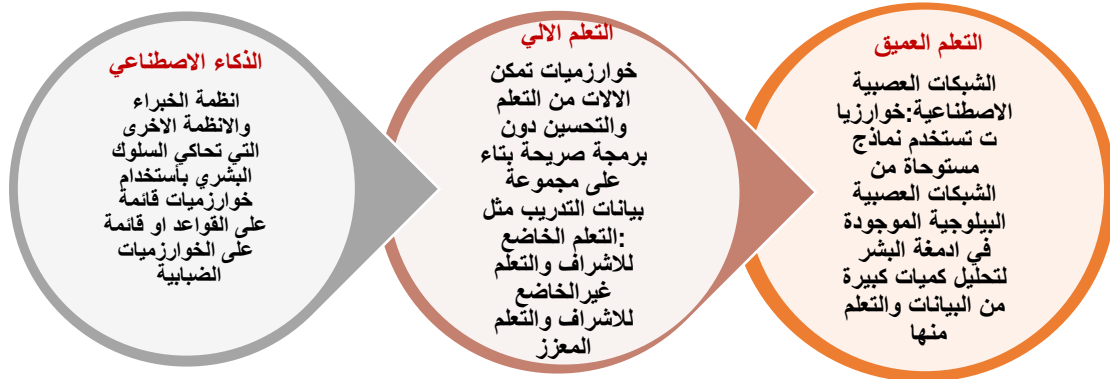 الذكاء الاصطناعي
انظمة الخبراء
والانظمة الاخرى
التي تحاكي السلوك
البشري بأستخدام
خوارزميات قائمة
على القواعد او قائمة
على الخوارزميات
الضبابية
التعلم الالي
خوارزميات تمكن
الالات من التعلم
والتحسين دون
برمجة صريحة بتاء
على مجموعة
بيانات التدريب مثل
:التعلم الخاضع
للاشراف والتعلم
غيرالخاضع
للاشراف والتعلم
المعزز
التعلم العميق
الشبكات العصبية
الاصطناعية:خوارزيا
ت تستخدم نماذج
مستوحاة من
الشبكات العصبية
البيلوجية الموجودة
في ادمغة البشر
لتحليل كميات كبيرة
من البيانات والتعلم
منها